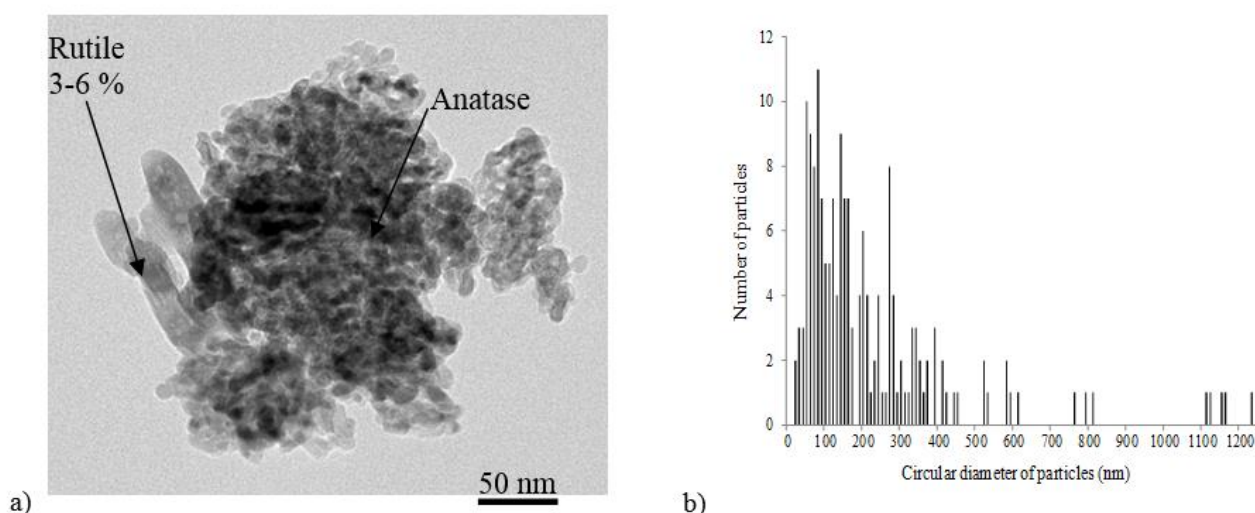 Rutile
3-6 %
Anatase
50 nm
a)
12
10
8
6
4
2
0
Number of particles
0 100 200 300 400 500 600 700 800 900 1000 1100 1200
Circular diameter of particles (nm)
b)